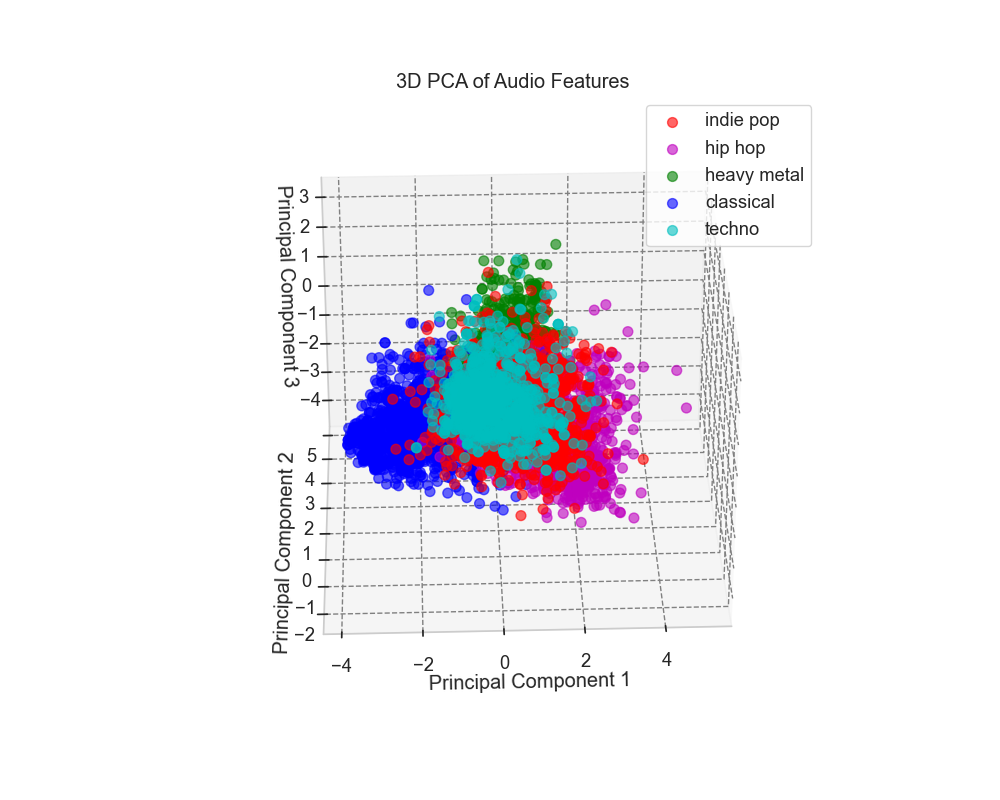 3D PCA of Audio Features
indie pop
hip hop
heavy metal
classical
techno
Principal Component 3
3
2
1
0
−1
−2
−3
−4
Principal Component 2
5
4
3
2
1
0
−1
−2
−4 −2 0 2 4
Principal Component 1